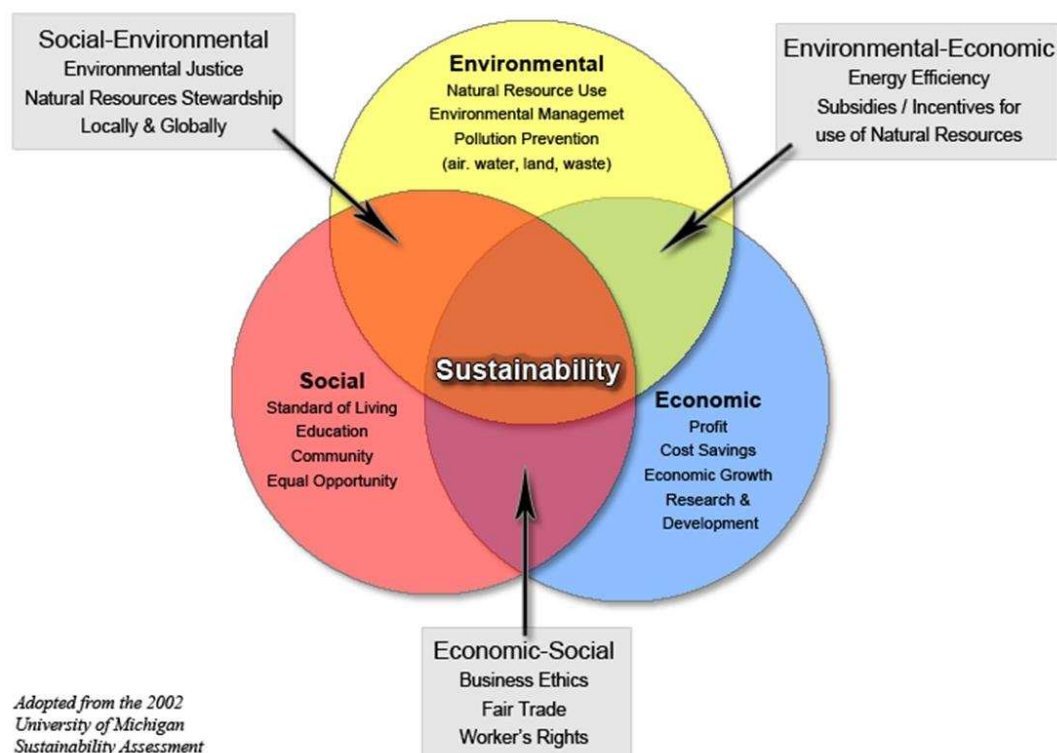 Social-Environmental
Environmental Justice
Natural Resources Stewardship
Locally & Globally
Environmental
Natural Resource Use
Environmental Managemet
Pollution Prevention
(air. water, land, waste)
Environmental-Economic
Energy Efficiency
Subsidies / Incentives for
use of Natural Resources
Sustainability
Social
Standard of Living
Education
Community
Equal Opportunity
Economic
Profit
Cost Savings
Economic Growth
Research &
Development
Economic-Social
Business Ethics
Fair Trade
Worker's Rights
Adopted from the 2002
University of Michigan
Sustainability Assessment